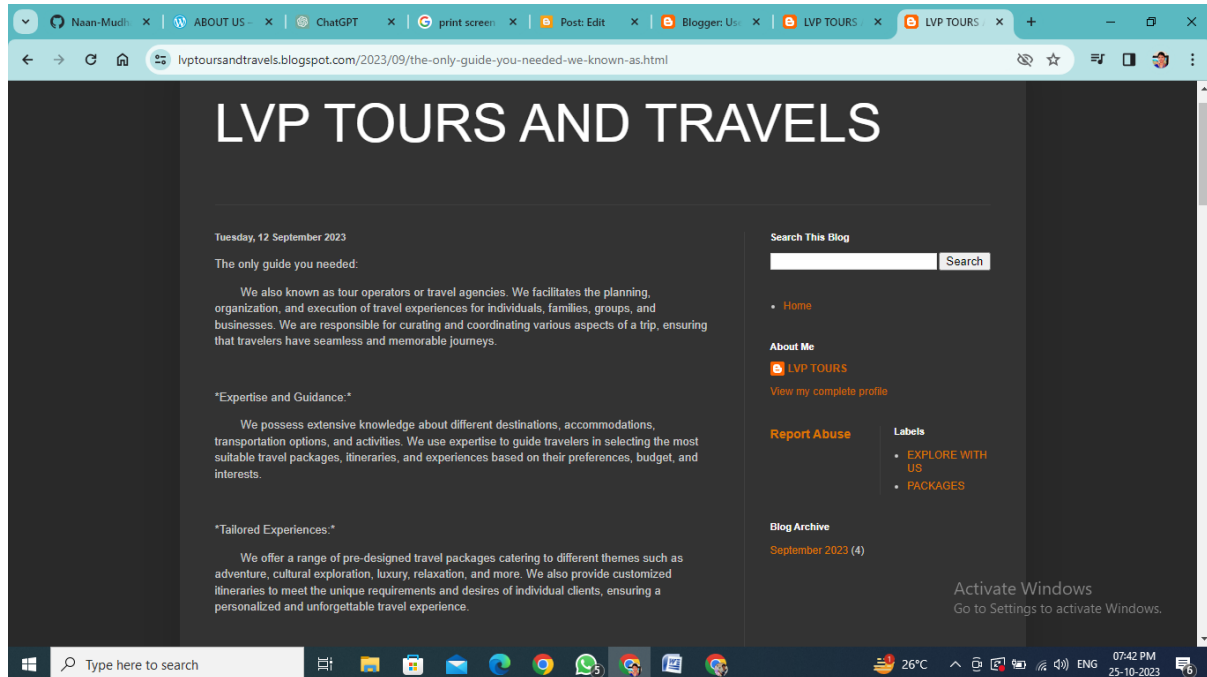 Naan-Mudh
ABOUT US –
ChatGPT
print screen
Post: Edit
Blogger: Us
LVP TOURS
LVP TOURS
lvptoursandtravels.blogspot.com/2023/09/the-only-guide-you-needed-we-known-as.html
LVP TOURS AND TRAVELS
Tuesday, 12 September 2023
The only guide you needed:
We also known as tour operators or travel agencies. We facilitates the planning,
organization, and execution of travel experiences for individuals, families, groups, and
businesses. We are responsible for curating and coordinating various aspects of a trip, ensuring
that travelers have seamless and memorable journeys.
*Expertise and Guidance:*
We possess extensive knowledge about different destinations, accommodations,
transportation options, and activities. We use expertise to guide travelers in selecting the most
suitable travel packages, itineraries, and experiences based on their preferences, budget, and
interests.
*Tailored Experiences:*
We offer a range of pre-designed travel packages catering to different themes such as
adventure, cultural exploration, luxury, relaxation, and more. We also provide customized
itineraries to meet the unique requirements and desires of individual clients, ensuring a
personalized and unforgettable travel experience.
Search This Blog
Search
Home
About Me
LVP TOURS
View my complete profile
Report Abuse
Labels
EXPLORE WITH
US
PACKAGES
Blog Archive
September 2023 (4)
Activate Windows
Go to Settings to activate Windows.
Type here to search
26°C
ENG
07:42 PM
25-10-2023